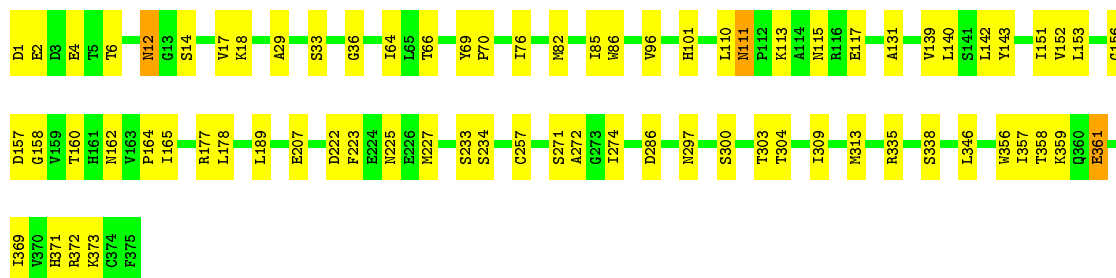 D1 E2 D3 E4 T5 T6 N12 G13 S14 V17 K18 A29 S33 G36 I64 L65 T66 Y69 P70 I76 M82 I85 W86 V96 H101 L110 N111 P112 K113 A114 N115 R116 E117 A131 V139 L140 S141 L142 Y143 I151 V152 L153 G156
D157 G158 V159 T160 H161 N162 V163 P164 I165 R177 L178 L189 E207 D222 F223 E224 N225 E226 M227 S233 S234 C257 S271 A272 G273 I274 D286 N297 S300 T303 T304 I309 M313 R335 S338 L346 W356 I357 T358 K359 Q360 E361
I369 V370 H371 R372 K373 C374 F375